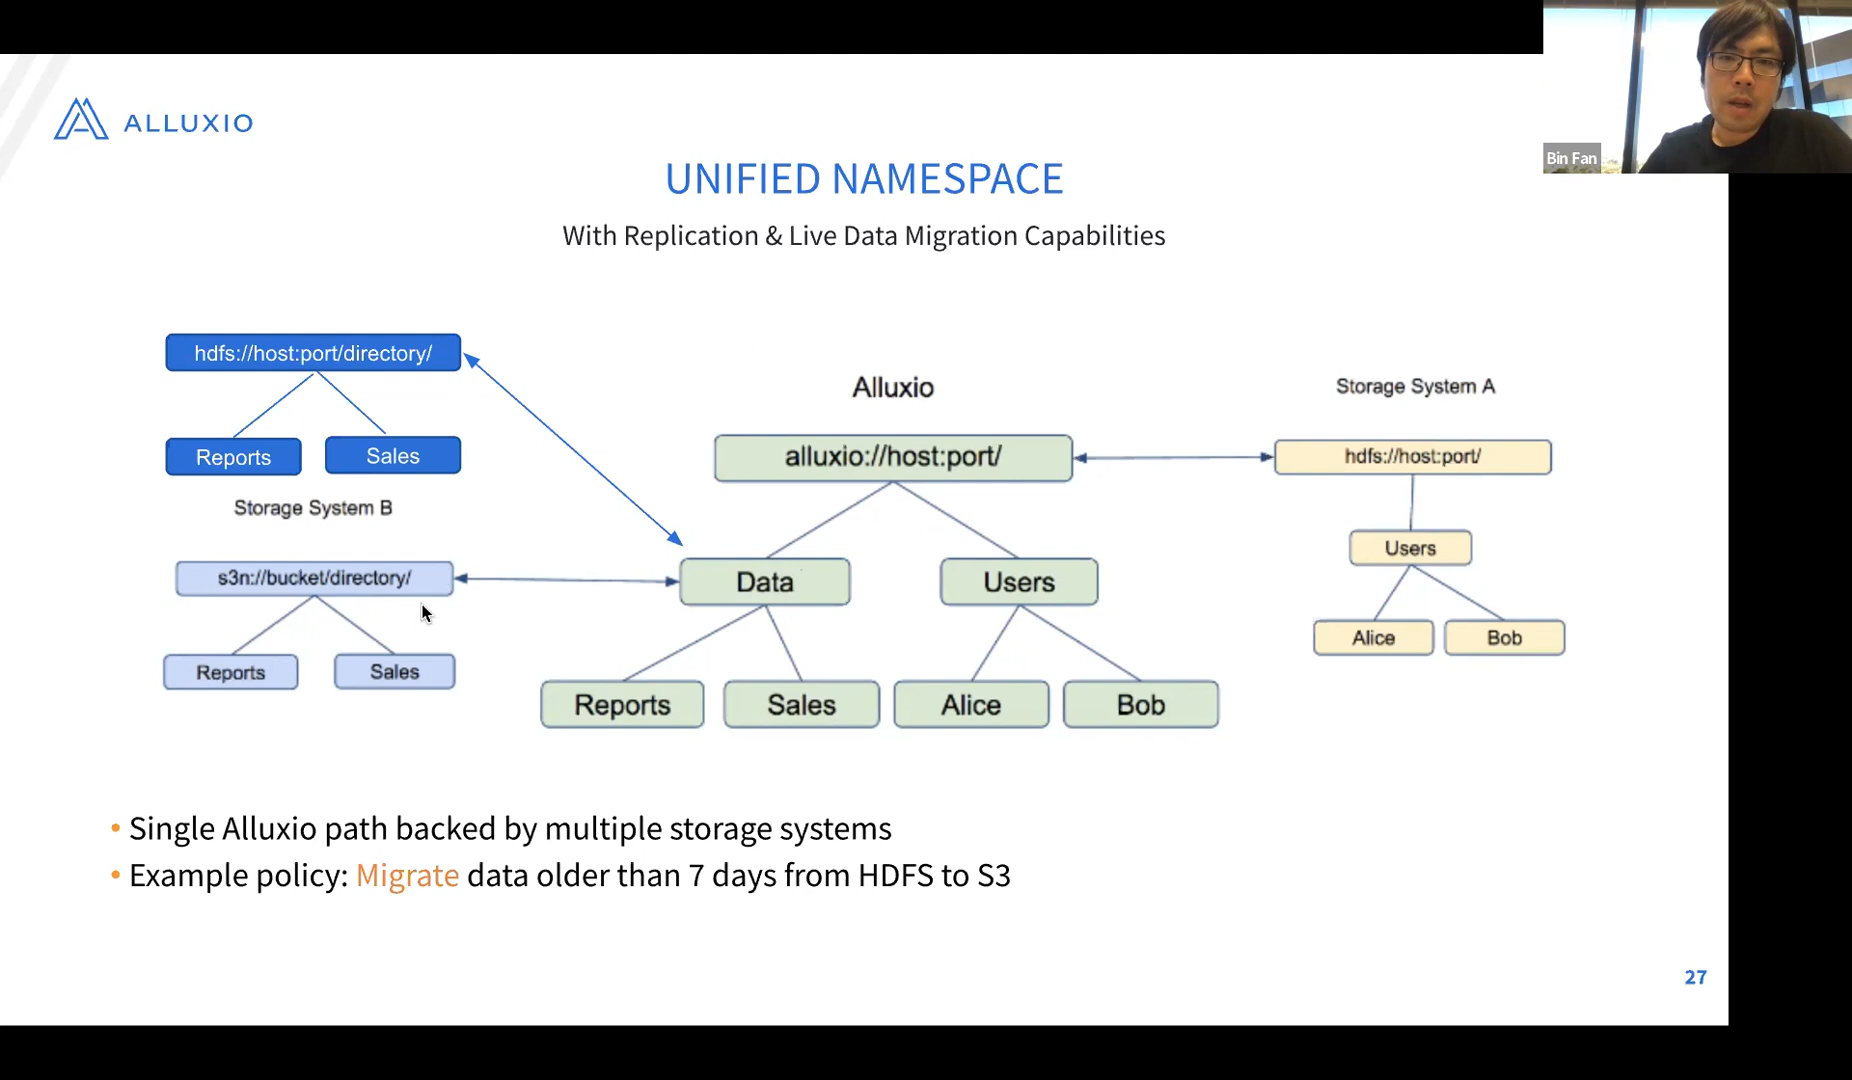 Bin Fan
ALLUXIO
UNIFIED NAMESPACE
With Replication & Live Data Migration Capabilities
hdfs://host:port/directory/
Reports Sales
Storage System B
s3n://bucket/directory/
Reports Sales
Alluxio
alluxio://host:port/
Data Users
Reports Sales Alice Bob
Storage System A
hdfs://host:port/
Users
Alice Bob
• Single Alluxio path backed by multiple storage systems
• Example policy: Migrate data older than 7 days from HDFS to S3
27